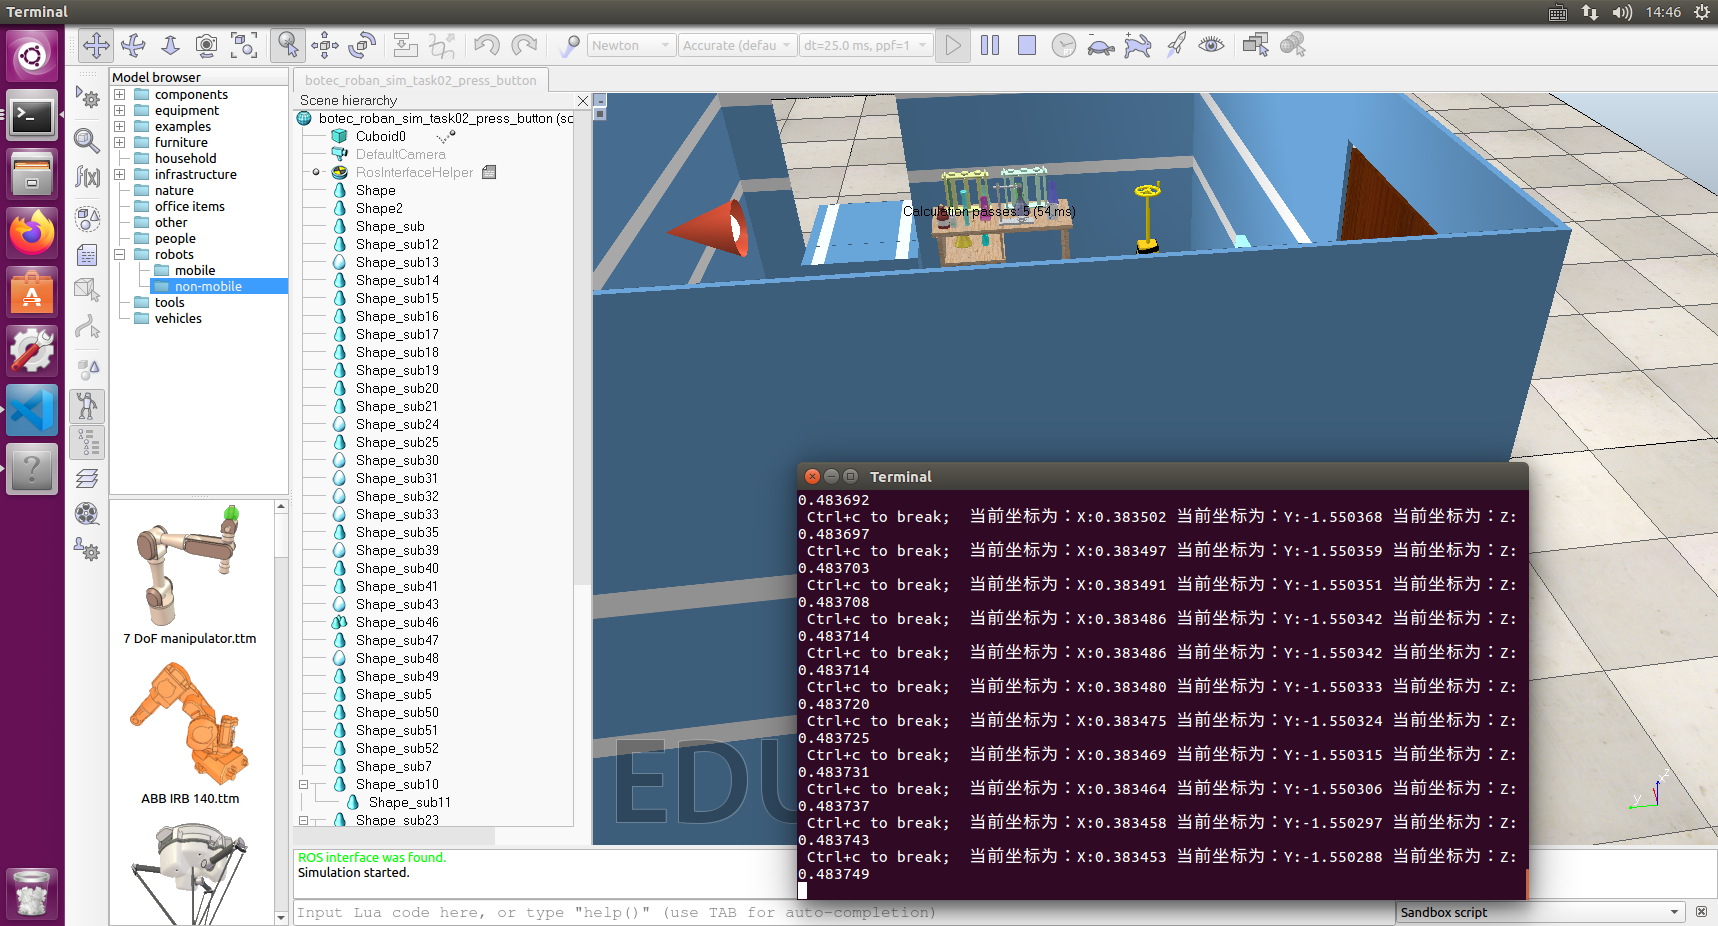 Terminal
14:46
Newton
Accurate (defau
dt=25.0 ms, ppf=1
Model browser
components
equipment
examples
furniture
household
infrastructure
nature
office items
other
people
robots
mobile
non-mobile
tools
vehicles
7 DoF manipulator.ttm
ABB IRB 140.ttm
botec_roban_sim_task02_press_button
Scene hierarchy
botec_roban_sim_task02_press_button (sc
Cuboid0
DefaultCamera
RosInterfaceHelper
Shape
Shape2
Shape_sub
Shape_sub12
Shape_sub13
Shape_sub14
Shape_sub15
Shape_sub16
Shape_sub17
Shape_sub18
Shape_sub19
Shape_sub20
Shape_sub21
Shape_sub24
Shape_sub25
Shape_sub30
Shape_sub31
Shape_sub32
Shape_sub33
Shape_sub35
Shape_sub39
Shape_sub40
Shape_sub41
Shape_sub43
Shape_sub46
Shape_sub47
Shape_sub48
Shape_sub49
Shape_sub5
Shape_sub50
Shape_sub51
Shape_sub52
Shape_sub7
Shape_sub10
Shape_sub11
Shape_sub23
Calculation passes: 5 (54 ms)
EDU
Terminal
0.483692
Ctrl+c to break; 当前坐标为：X:0.383502 当前坐标为：Y:-1.550368 当前坐标为：Z:
0.483697
Ctrl+c to break; 当前坐标为：X:0.383497 当前坐标为：Y:-1.550359 当前坐标为：Z:
0.483703
Ctrl+c to break; 当前坐标为：X:0.383491 当前坐标为：Y:-1.550351 当前坐标为：Z:
0.483708
Ctrl+c to break; 当前坐标为：X:0.383486 当前坐标为：Y:-1.550342 当前坐标为：Z:
0.483714
Ctrl+c to break; 当前坐标为：X:0.383486 当前坐标为：Y:-1.550342 当前坐标为：Z:
0.483714
Ctrl+c to break; 当前坐标为：X:0.383480 当前坐标为：Y:-1.550333 当前坐标为：Z:
0.483720
Ctrl+c to break; 当前坐标为：X:0.383475 当前坐标为：Y:-1.550324 当前坐标为：Z:
0.483725
Ctrl+c to break; 当前坐标为：X:0.383469 当前坐标为：Y:-1.550315 当前坐标为：Z:
0.483731
Ctrl+c to break; 当前坐标为：X:0.383464 当前坐标为：Y:-1.550306 当前坐标为：Z:
0.483737
Ctrl+c to break; 当前坐标为：X:0.383458 当前坐标为：Y:-1.550297 当前坐标为：Z:
0.483743
Ctrl+c to break; 当前坐标为：X:0.383453 当前坐标为：Y:-1.550288 当前坐标为：Z:
0.483749
ROS interface was found.
Simulation started.
Input Lua code here, or type "help()" (use TAB for auto-completion)
Sandbox script